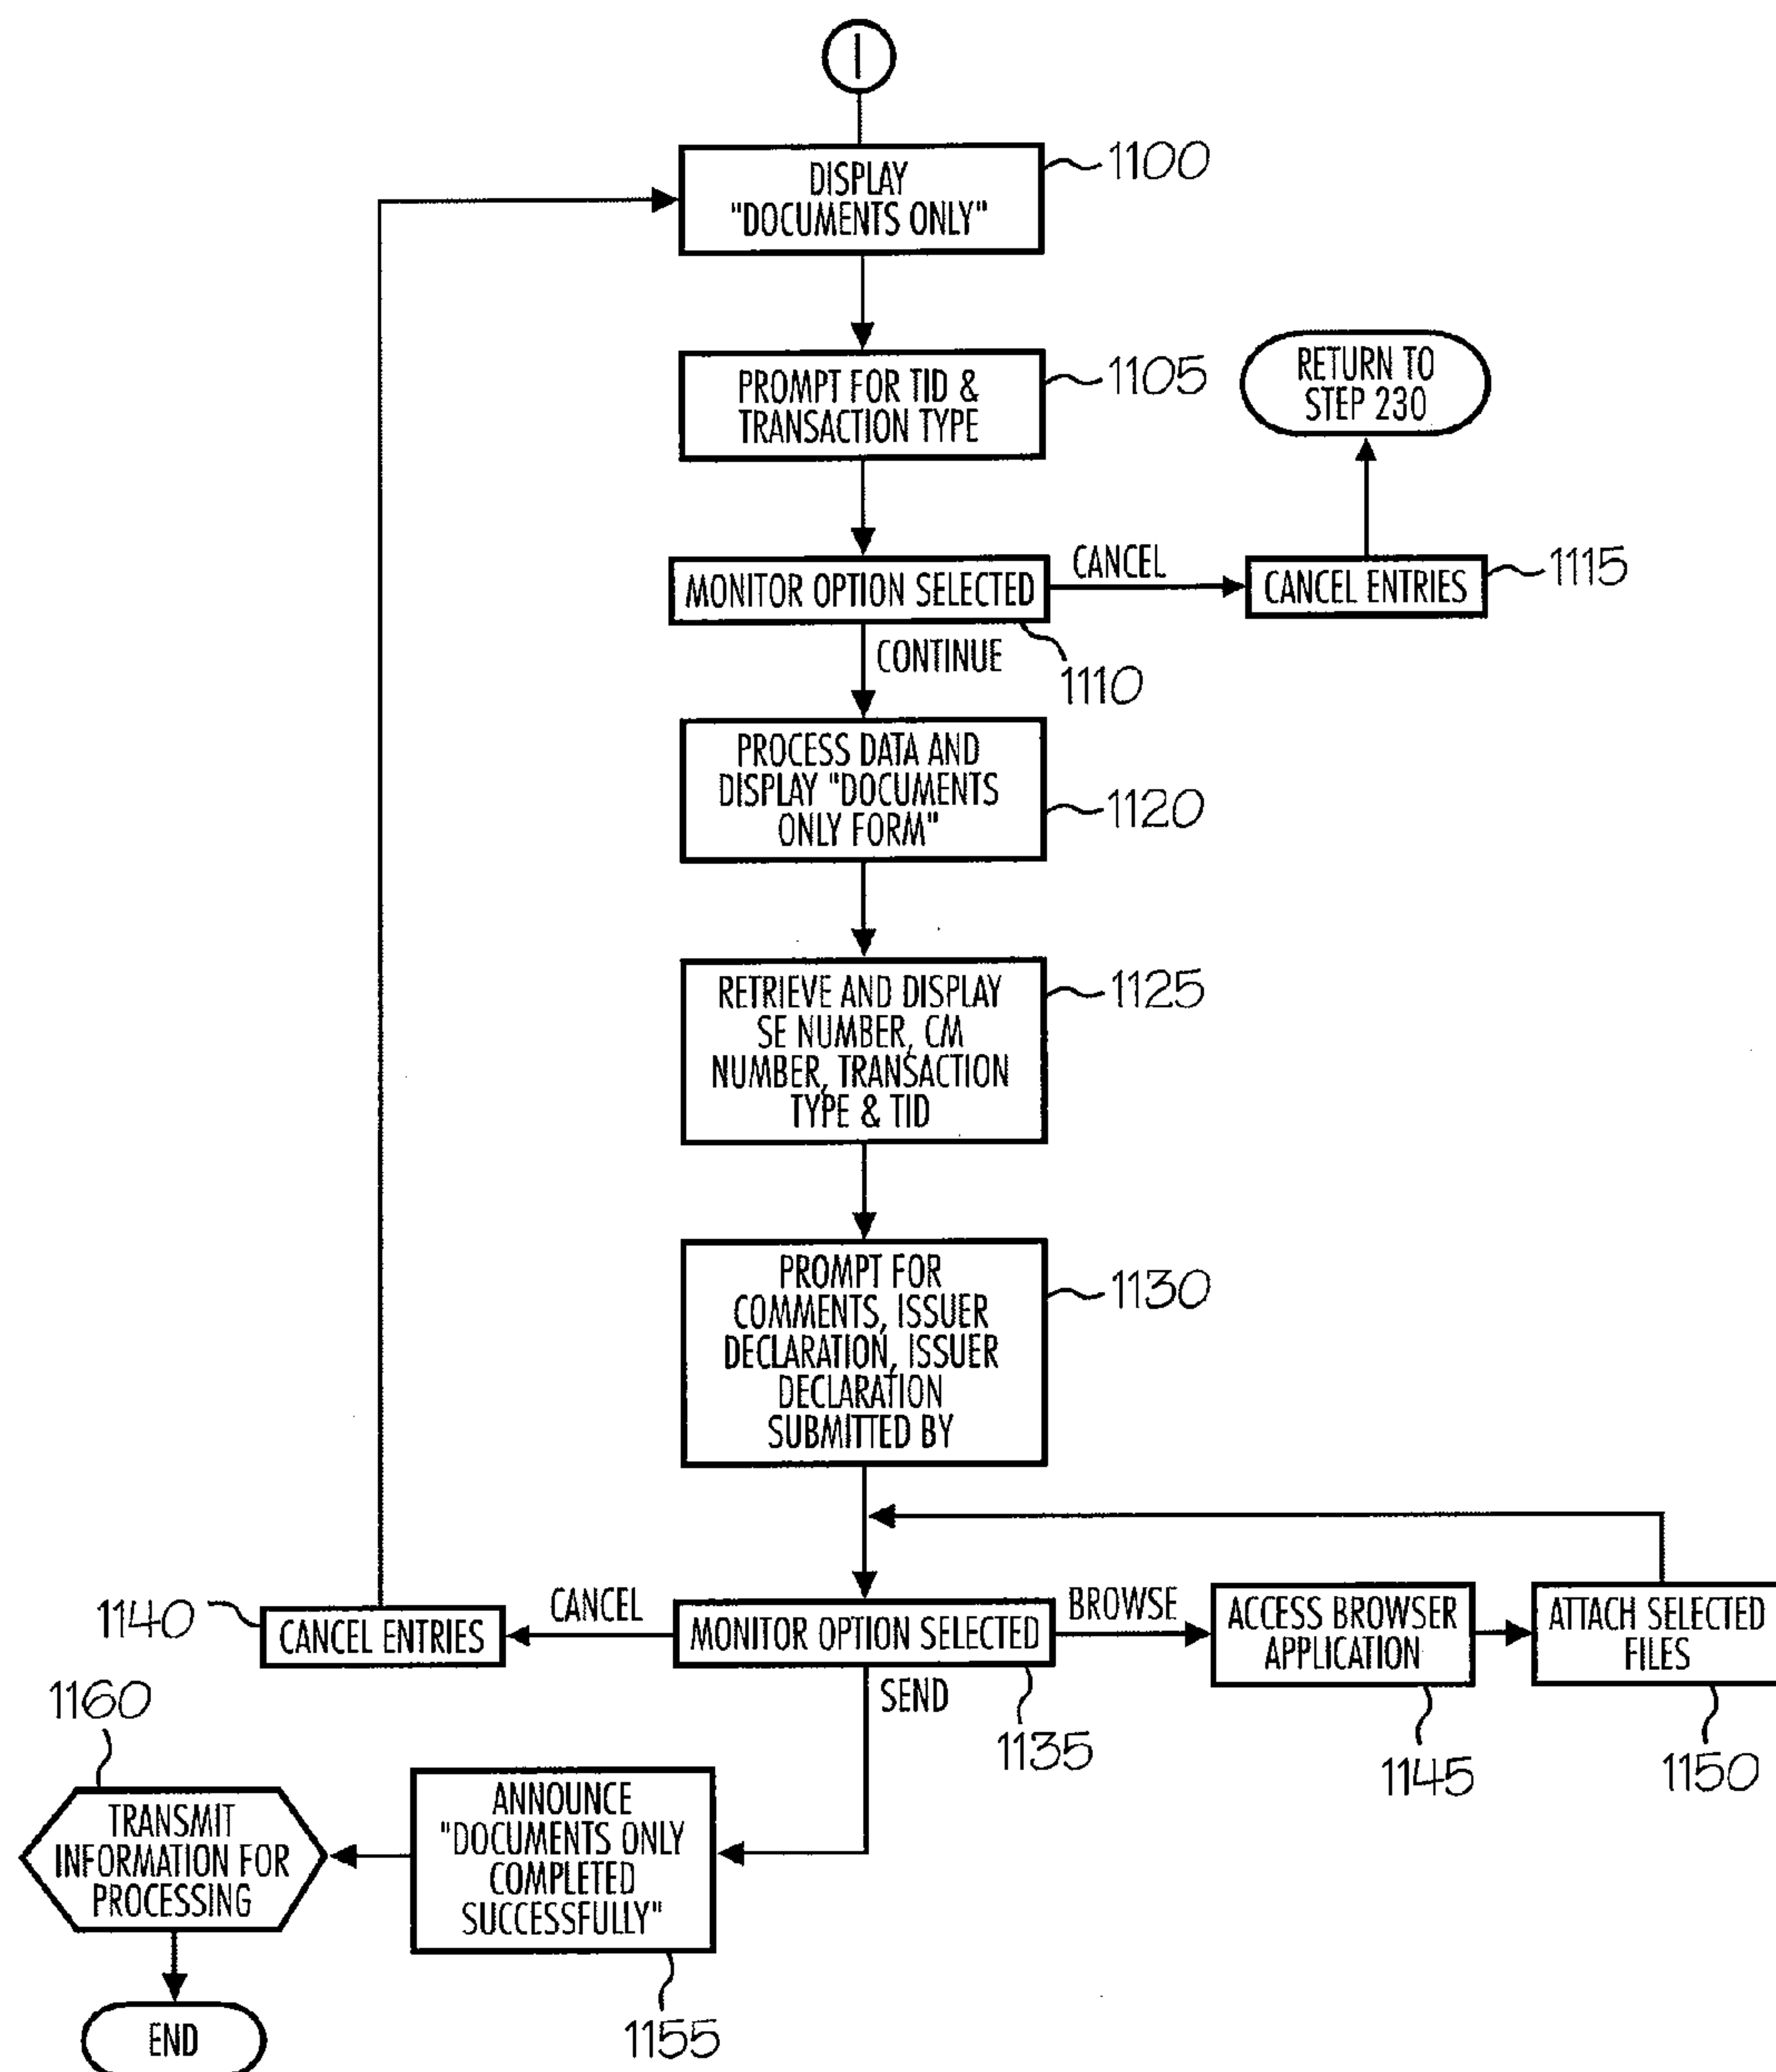 I
DISPLAY
"DOCUMENTS ONLY"
1100
PROMPT FOR TID &
TRANSACTION TYPE
1105
RETURN TO
STEP 230
MONITOR OPTION SELECTED
CANCEL
CANCEL ENTRIES
1115
CONTINUE
1110
PROCESS DATA AND
DISPLAY "DOCUMENTS
ONLY FORM"
1120
RETRIEVE AND DISPLAY
SE NUMBER, CM
NUMBER, TRANSACTION
TYPE & TID
1125
PROMPT FOR
COMMENTS, ISSUER
DECLARATION, ISSUER
DECLARATION
SUBMITTED BY
1130
1140
CANCEL ENTRIES
CANCEL
MONITOR OPTION SELECTED
BROWSE
ACCESS BROWSER
APPLICATION
ATTACH SELECTED
FILES
SEND
1135
1145
1150
1160
TRANSMIT
INFORMATION FOR
PROCESSING
ANNOUNCE
"DOCUMENTS ONLY
COMPLETED
SUCCESSFULLY"
1155
END